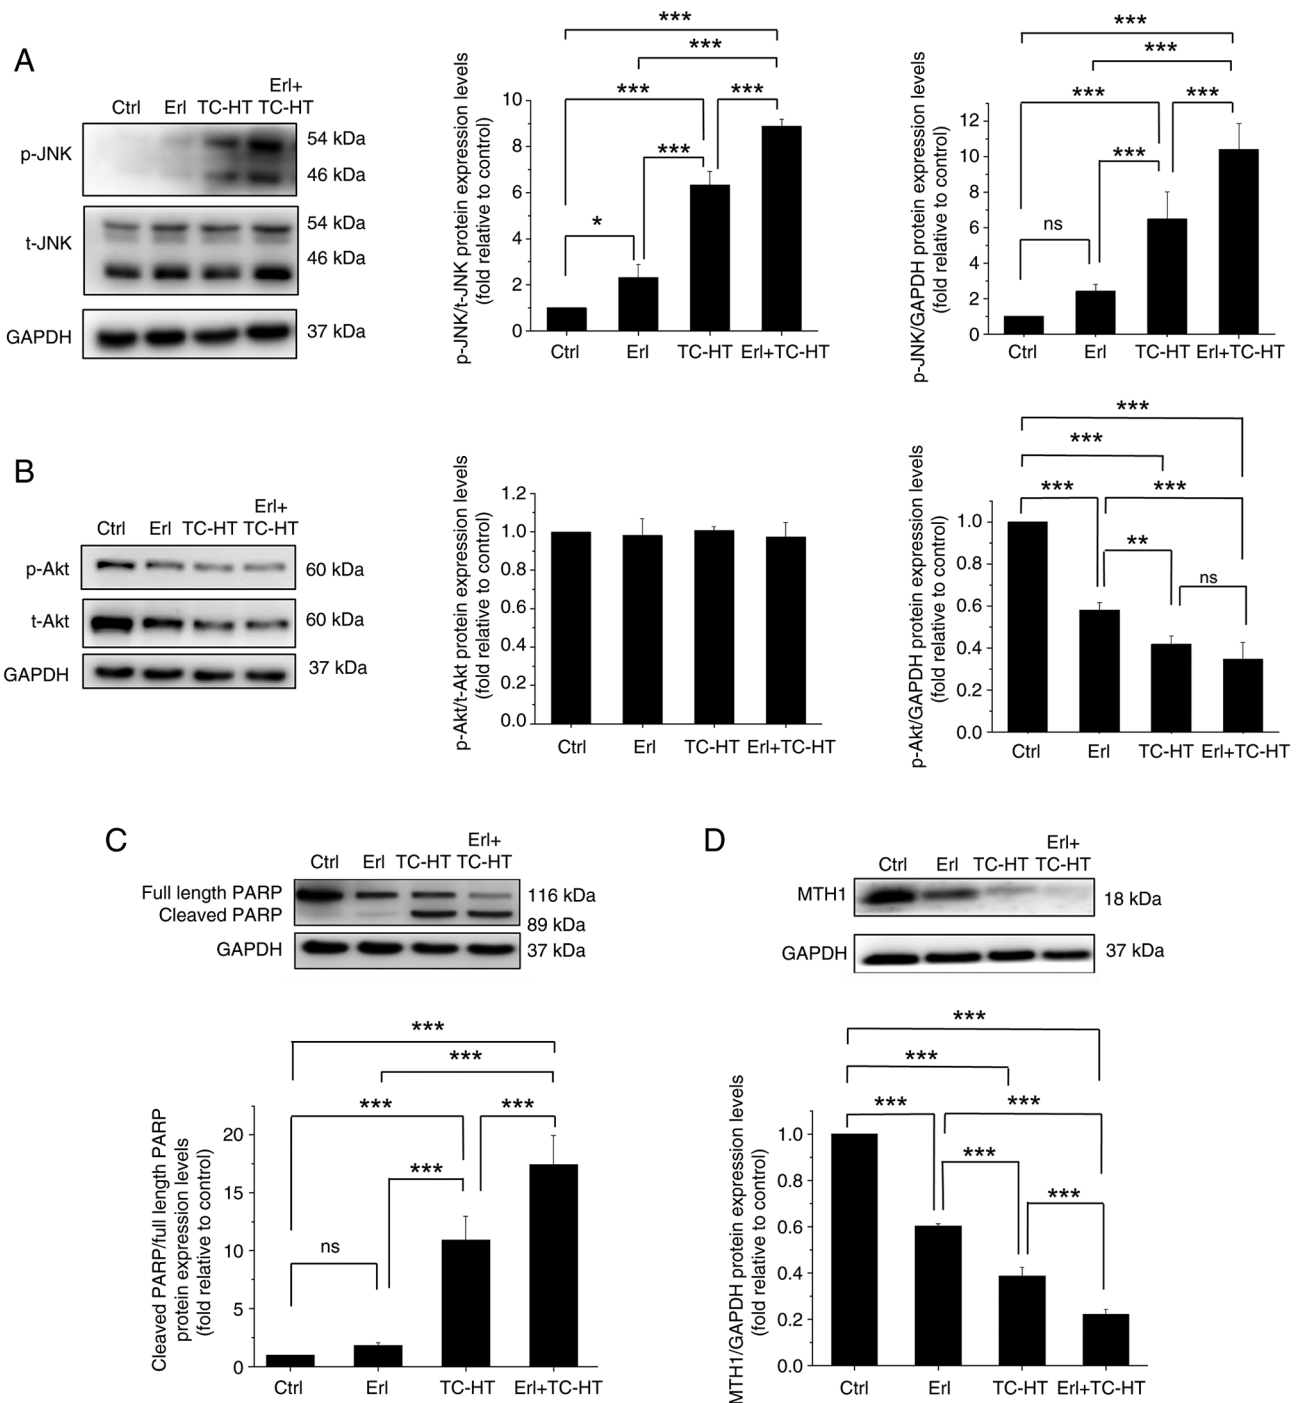 A
Ctrl Erl TC-HT Erl+
TC-HT
p-JNK
54 kDa
46 kDa
t-JNK
54 kDa
46 kDa
GAPDH
37 kDa
p-JNK/t-JNK protein expression levels
(fold relative to control)
10
8
6
4
2
0
***
***
*** ***
***
*
Ctrl Erl TC-HT Erl+TC-HT
p-JNK/GAPDH protein expression levels
(fold relative to control)
12
10
8
6
4
2
0
***
***
*** ***
***
ns
Ctrl Erl TC-HT Erl+TC-HT
B
Ctrl Erl TC-HT Erl+
TC-HT
p-Akt
60 kDa
t-Akt
60 kDa
GAPDH
37 kDa
p-Akt/t-Akt protein expression levels
(fold relative to control)
1.2
1.0
0.8
0.6
0.4
0.2
0.0
Ctrl Erl TC-HT Erl+TC-HT
p-Akt/GAPDH protein expression levels
(fold relative to control)
1.0
0.8
0.6
0.4
0.2
0.0
***
***
*** ***
**
ns
Ctrl Erl TC-HT Erl+TC-HT
C
Ctrl Erl TC-HT Erl+
TC-HT
Full length PARP
116 kDa
Cleaved PARP
89 kDa
GAPDH
37 kDa
Cleaved PARP/full length PARP
protein expression levels
(fold relative to control)
20
15
10
5
0
***
***
*** ***
***
ns
Ctrl Erl TC-HT Erl+TC-HT
D
Ctrl Erl TC-HT Erl+
TC-HT
MTH1
18 kDa
GAPDH
37 kDa
MTH1/GAPDH protein expression levels
(fold relative to control)
1.0
0.8
0.6
0.4
0.2
0.0
***
***
*** ***
***
***
Ctrl Erl TC-HT Erl+TC-HT